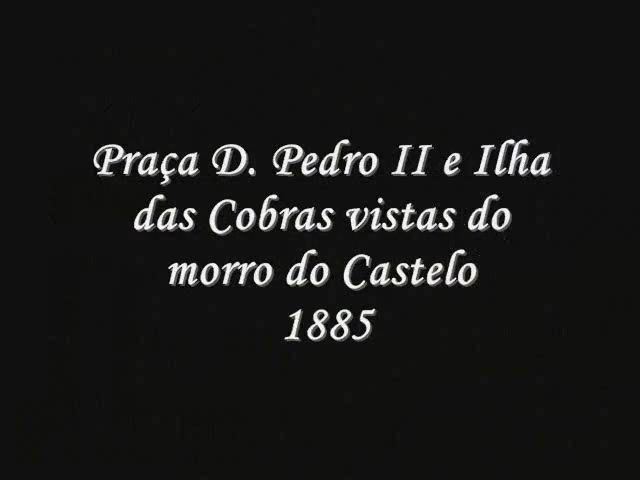 Praça D. Pedro II e Ilha
das Cobras vistas do
morro do Castelo
1885